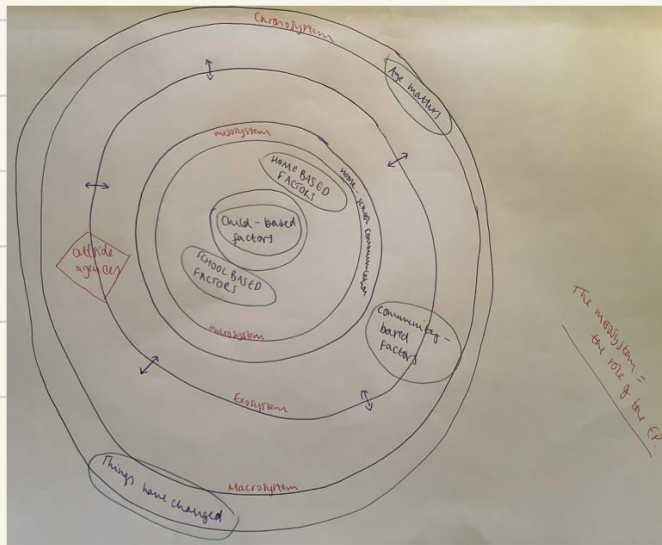 Chronosystem
Age matters
mesosystem
HOME BASED
FACTORS
home-school communication
Child-based
factors
SCHOOL BASED
FACTORS
outside
agencies
community-
based
factors
microsystem
Exosystem
Macrosystem
Things have changed
The mesosystem =
the role of the EP.